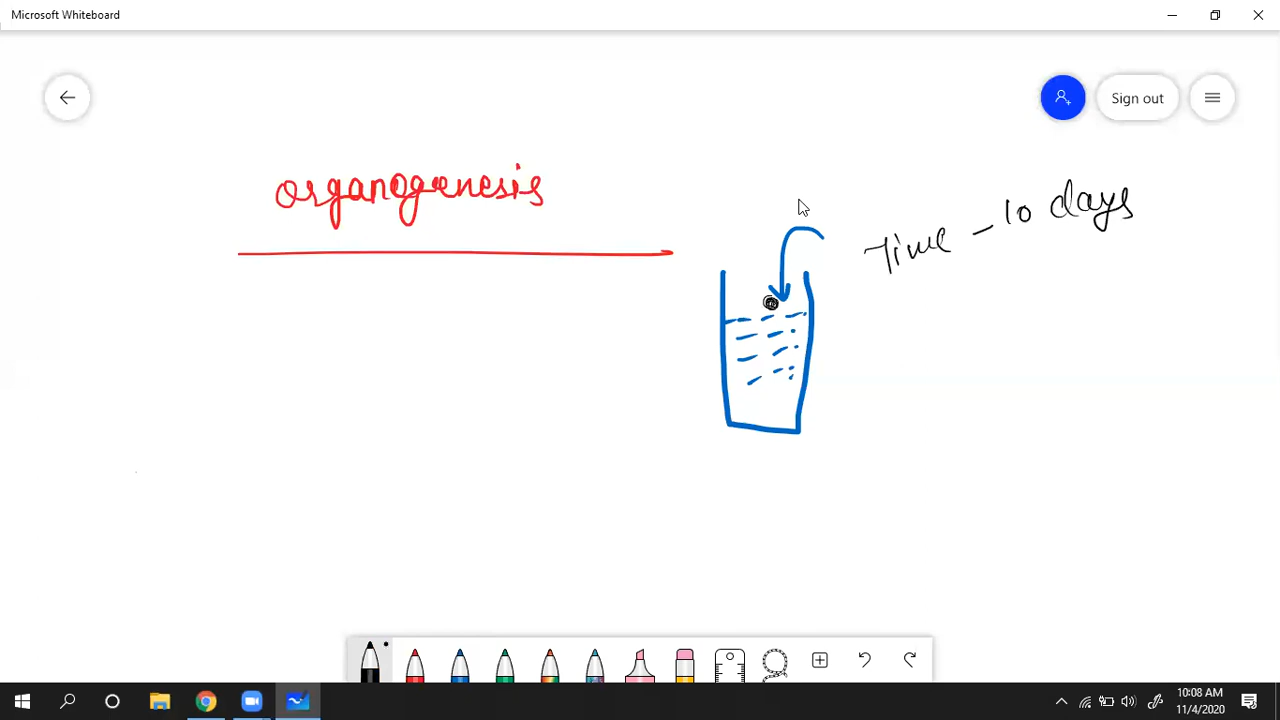 Microsoft Whiteboard
Sign out
organogenesis
Time - 10 days
10:08 AM
11/4/2020